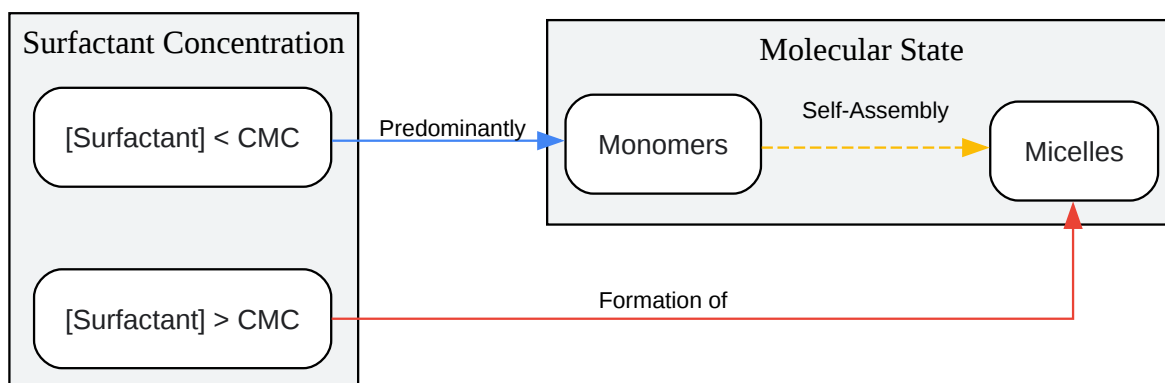 Surfactant Concentration
[Surfactant] < CMC
[Surfactant] > CMC
Predominantly
Formation of
Molecular State
Monomers
Self-Assembly
Micelles